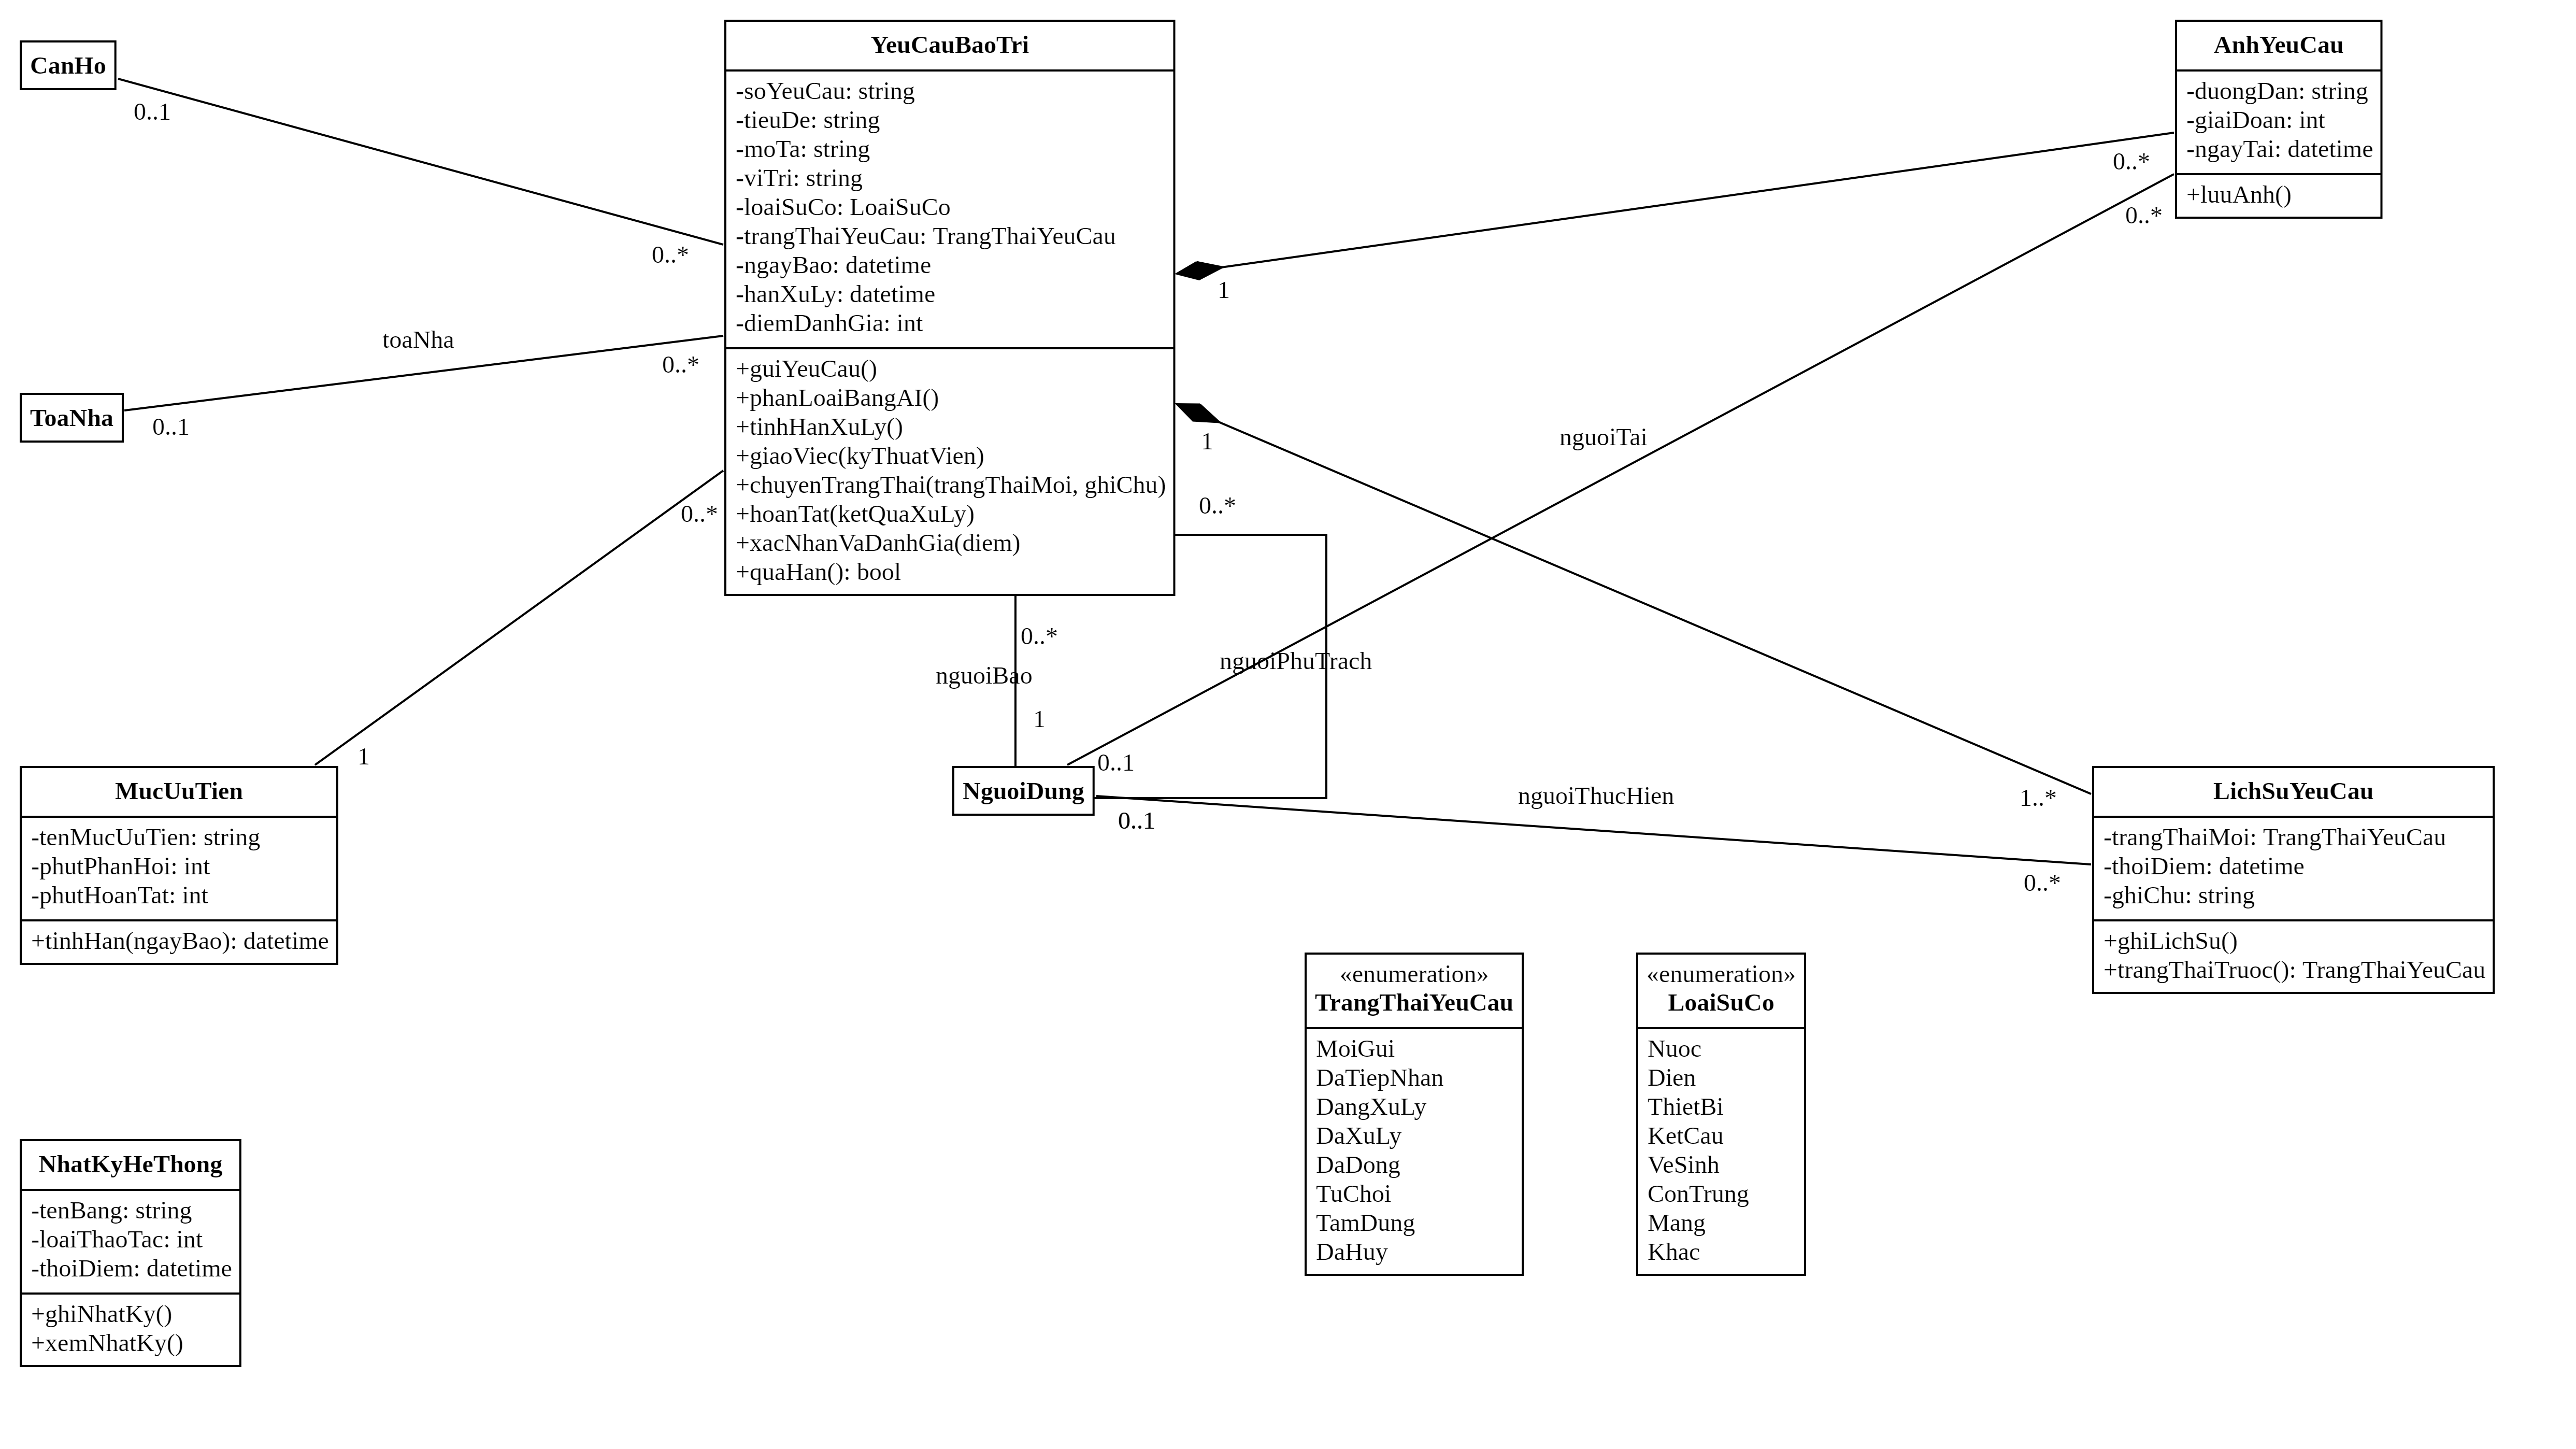 CanHo
0..1
0..*
YeuCauBaoTri
-soYeuCau: string
-tieuDe: string
-moTa: string
-viTri: string
-loaiSuCo: LoaiSuCo
-trangThaiYeuCau: TrangThaiYeuCau
-ngayBao: datetime
-hanXuLy: datetime
-diemDanhGia: int
+guiYeuCau()
+phanLoaiBangAI()
+tinhHanXuLy()
+giaoViec(kyThuatVien)
+chuyenTrangThai(trangThaiMoi, ghiChu)
+hoanTat(ketQuaXuLy)
+xacNhanVaDanhGia(diem)
+quaHan(): bool
AnhYeuCau
-duongDan: string
-giaiDoan: int
-ngayTai: datetime
+luuAnh()
0..*
0..*
1
toaNha
0..*
ToaNha
0..1
1
nguoiTai
0..*
0..*
0..*
nguoiBao
nguoiPhuTrach
1
1
0..1
MucUuTien
-tenMucUuTien: string
-phutPhanHoi: int
-phutHoanTat: int
+tinhHan(ngayBao): datetime
NguoiDung
0..1
nguoiThucHien
1..*
0..*
LichSuYeuCau
-trangThaiMoi: TrangThaiYeuCau
-thoiDiem: datetime
-ghiChu: string
+ghiLichSu()
+trangThaiTruoc(): TrangThaiYeuCau
«enumeration»
TrangThaiYeuCau
MoiGui
DaTiepNhan
DangXuLy
DaXuLy
DaDong
TuChoi
TamDung
DaHuy
«enumeration»
LoaiSuCo
Nuoc
Dien
ThietBi
KetCau
VeSinh
ConTrung
Mang
Khac
NhatKyHeThong
-tenBang: string
-loaiThaoTac: int
-thoiDiem: datetime
+ghiNhatKy()
+xemNhatKy()